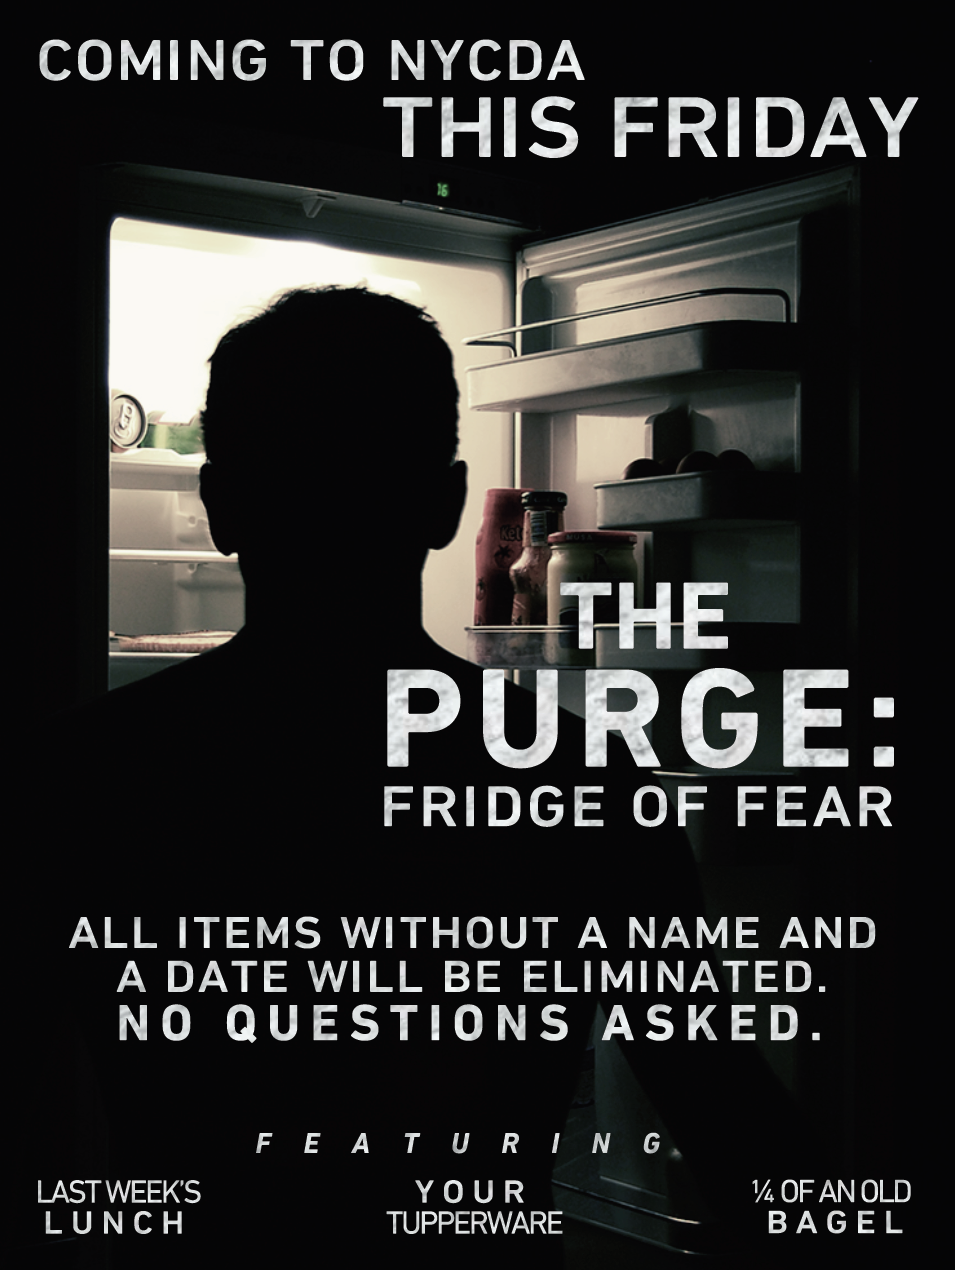 COMING TO NYCDA
THIS FRIDAY
16
THE
PURGE:
FRIDGE OF FEAR
ALL ITEMS WITHOUT A NAME AND
A DATE WILL BE ELIMINATED.
NO QUESTIONS ASKED.
FEATURING
LAST WEEK'S
LUNCH
YOUR
TUPPERWARE
¼ OF AN OLD
BAGEL